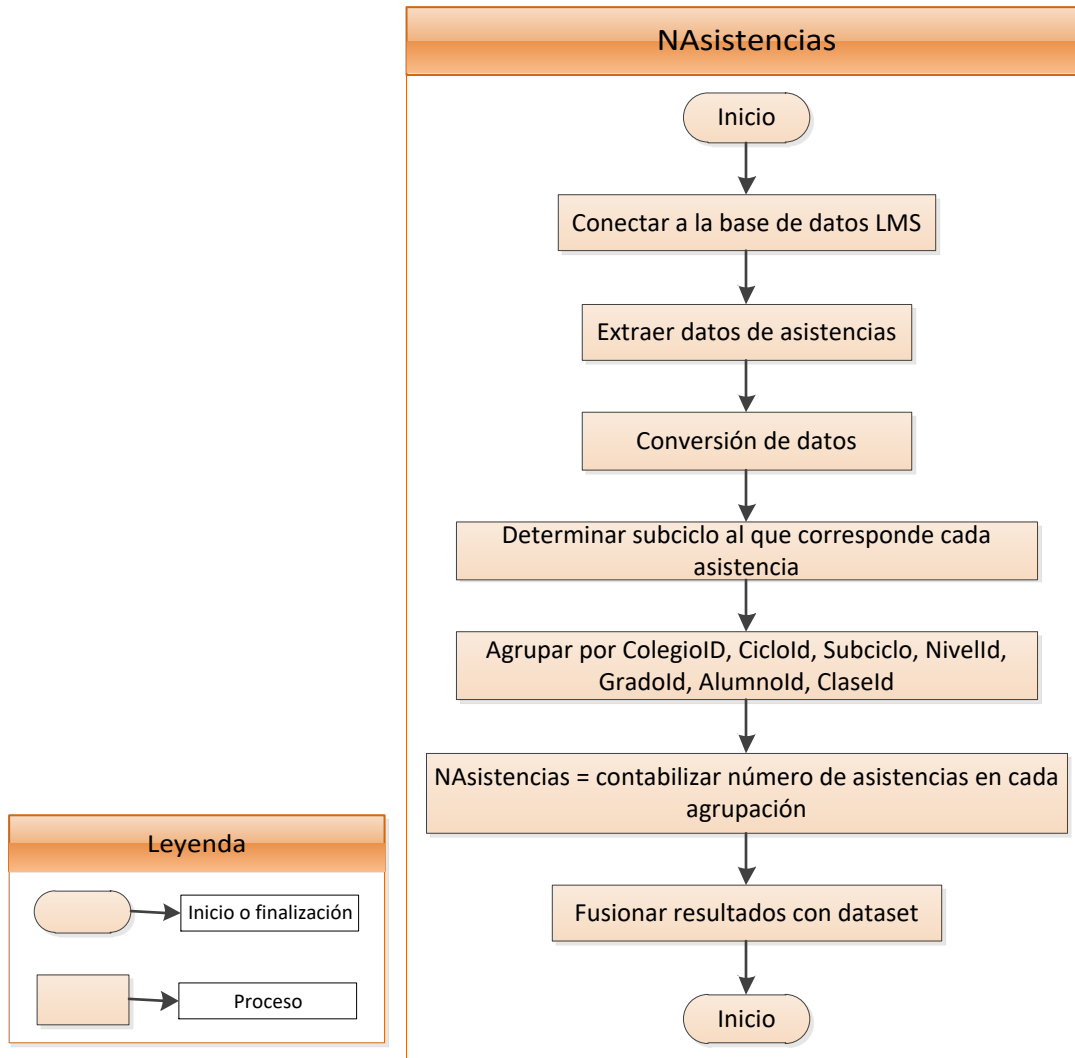 NAsistencias
Inicio
Conectar a la base de datos LMS
Extraer datos de asistencias
Conversión de datos
Determinar subciclo al que corresponde cada
asistencia
Agrupar por ColegioID, CicloId, Subciclo, NivelId,
GradoId, AlumnoId, ClaseId
NAsistencias = contabilizar número de asistencias en cada
agrupación
Fusionar resultados con dataset
Inicio
Leyenda
Inicio o finalización
Proceso